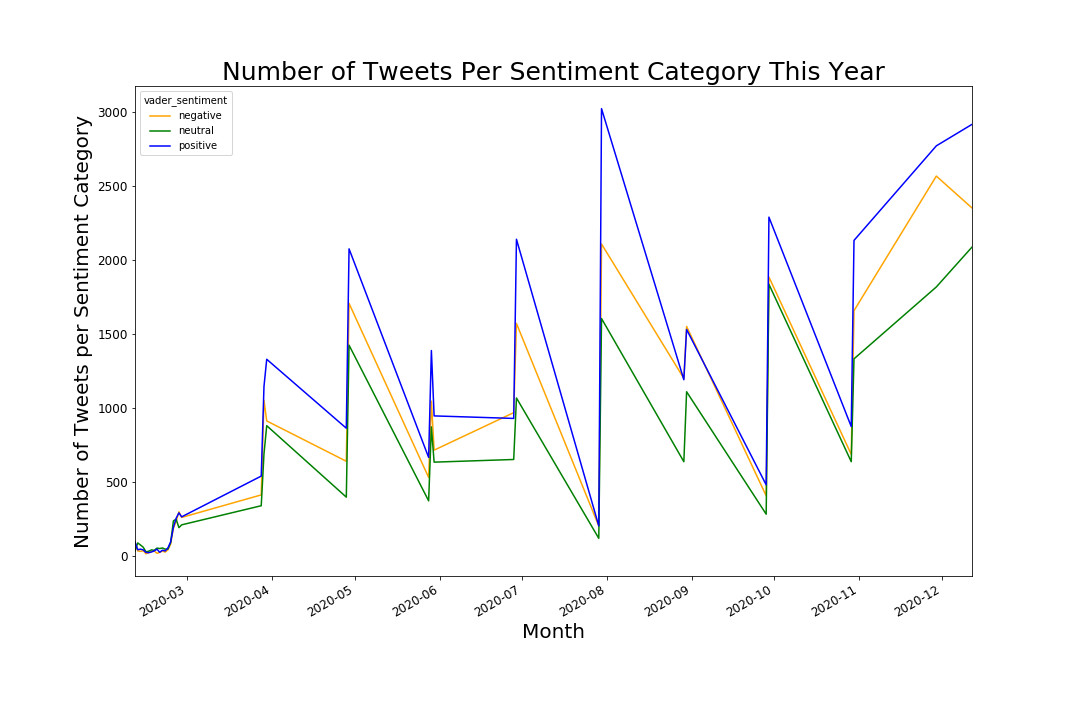 Number of Tweets Per Sentiment Category This Year
vader_sentiment
negative
neutral
positive
Number of Tweets per Sentiment Category
3000
2500
2000
1500
1000
500
0
2020-03
2020-04
2020-05
2020-06
2020-07
2020-08
2020-09
2020-10
2020-11
2020-12
Month